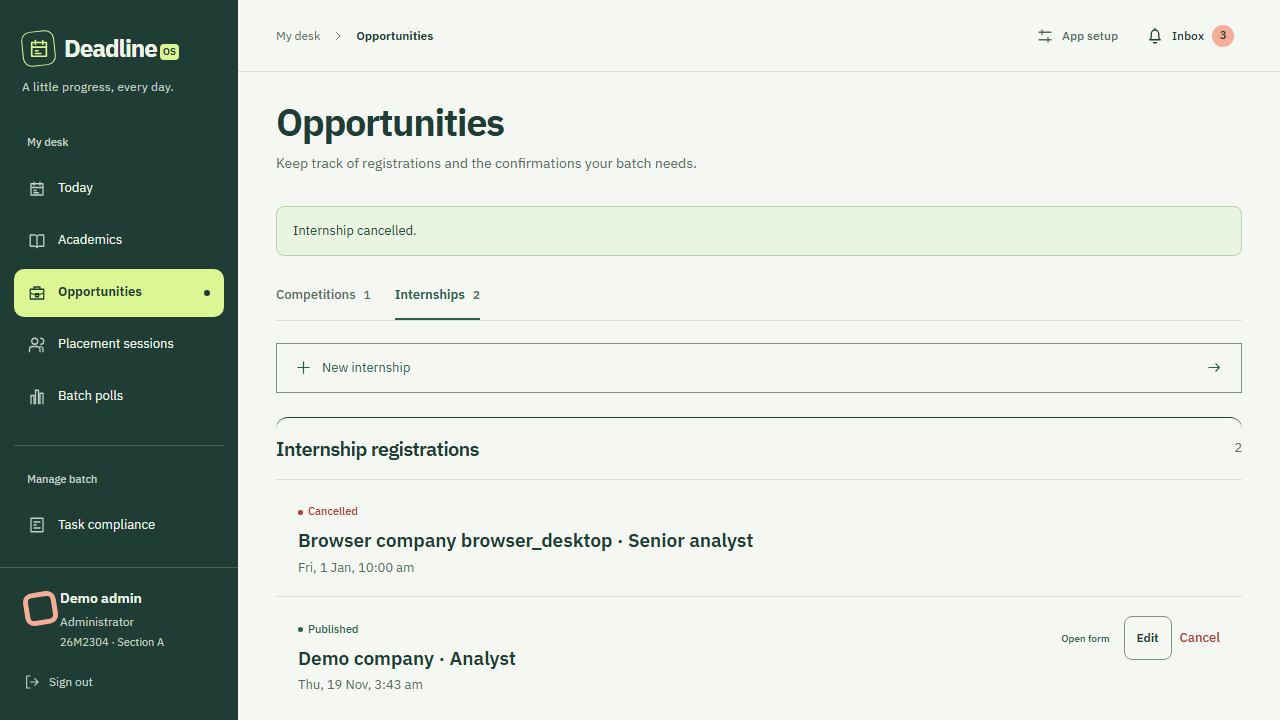 Deadline OS
A little progress, every day.
My desk
Today
Academics
Opportunities
Placement sessions
Batch polls
Manage batch
Task compliance
Demo admin
Administrator
26M2304 · Section A
Sign out
My desk > Opportunities
App setup
Inbox 3
Opportunities
Keep track of registrations and the confirmations your batch needs.
Internship cancelled.
Competitions 1 Internships 2
New internship
Internship registrations 2
Cancelled
Browser company browser_desktop · Senior analyst
Fri, 1 Jan, 10:00 am
Published
Demo company · Analyst
Thu, 19 Nov, 3:43 am
Open form Edit Cancel